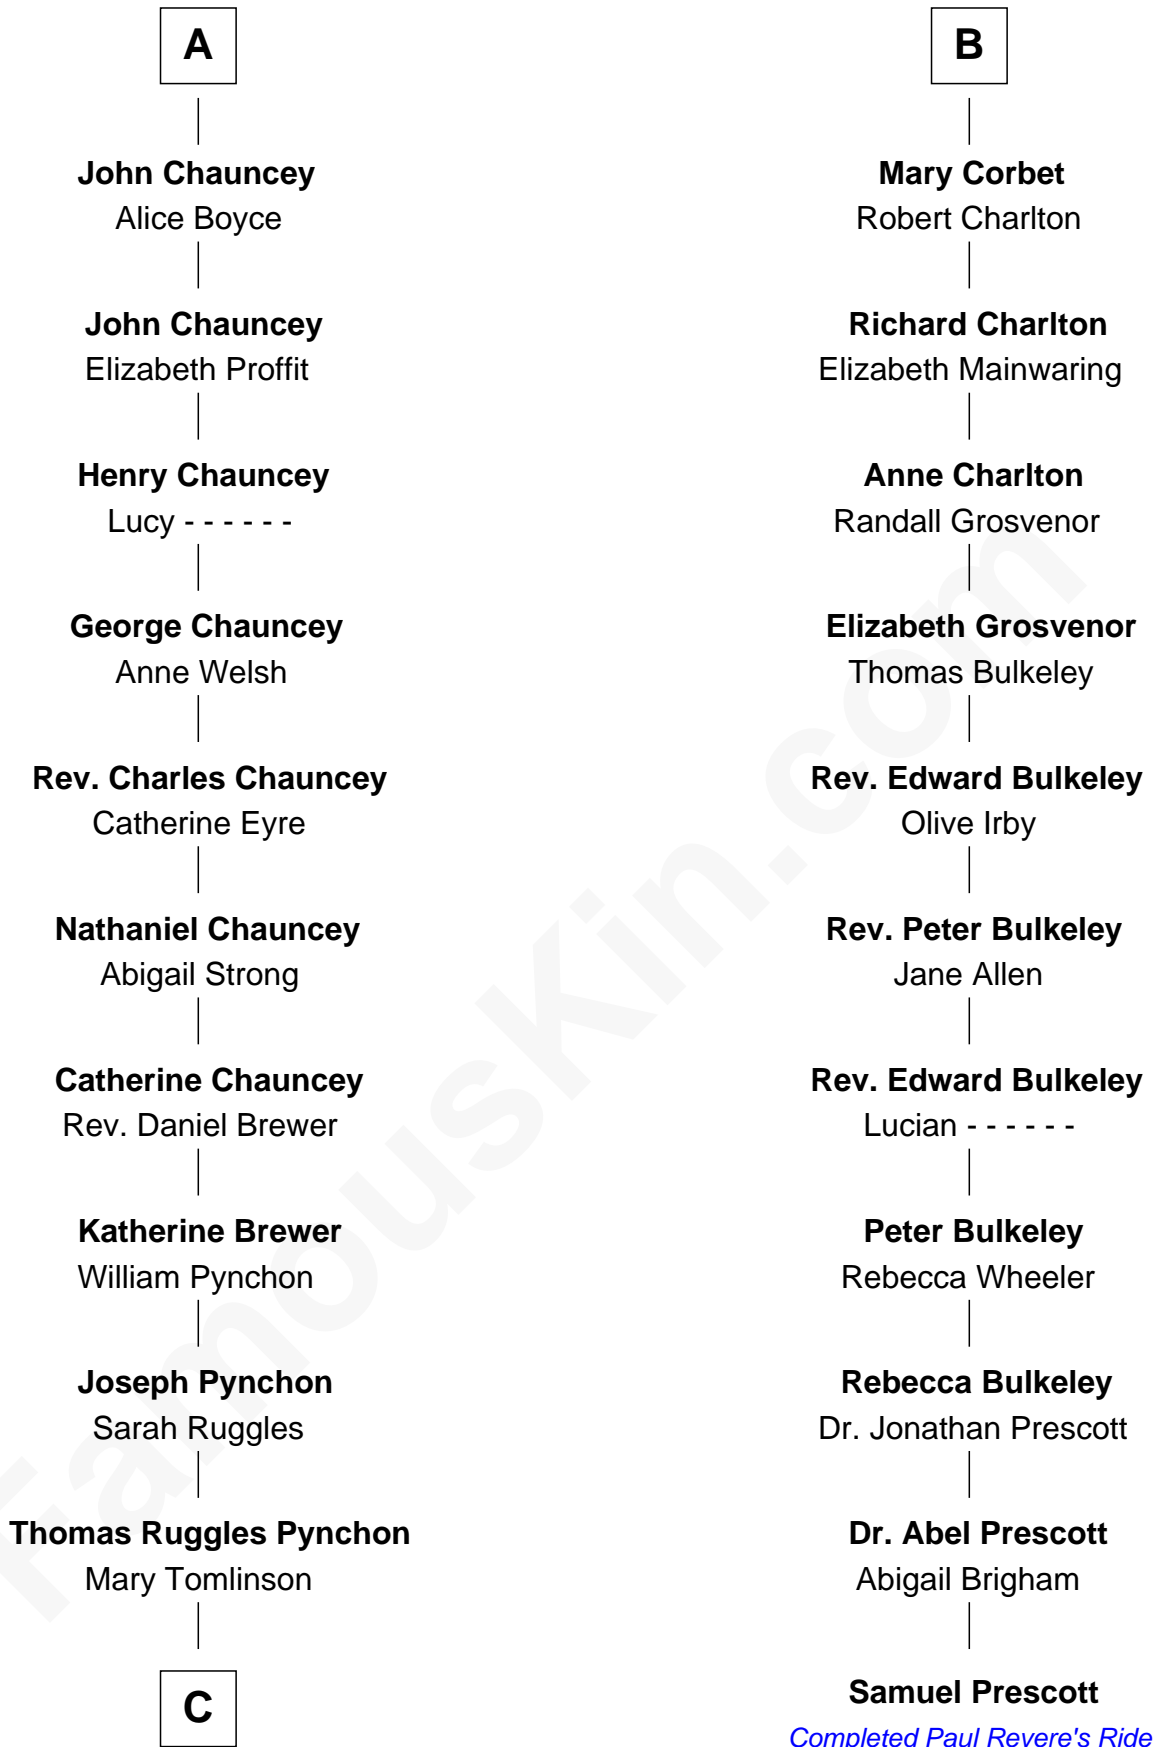 A
John Chauncey
Alice Boyce
John Chauncey
Elizabeth Proffit
Henry Chauncey
Lucy - - - - - -
George Chauncey
Anne Welsh
Rev. Charles Chauncey
Catherine Eyre
Nathaniel Chauncey
Abigail Strong
Catherine Chauncey
Rev. Daniel Brewer
Katherine Brewer
William Pynchon
Joseph Pynchon
Sarah Ruggles
Thomas Ruggles Pynchon
Mary Tomlinson
C
B
Mary Corbet
Robert Charlton
Richard Charlton
Elizabeth Mainwaring
Anne Charlton
Randall Grosvenor
Elizabeth Grosvenor
Thomas Bulkeley
Rev. Edward Bulkeley
Olive Irby
Rev. Peter Bulkeley
Jane Allen
Rev. Edward Bulkeley
Lucian - - - - - -
Peter Bulkeley
Rebecca Wheeler
Rebecca Bulkeley
Dr. Jonathan Prescott
Dr. Abel Prescott
Abigail Brigham
Samuel Prescott
Completed Paul Revere's Ride
FamousKin.com